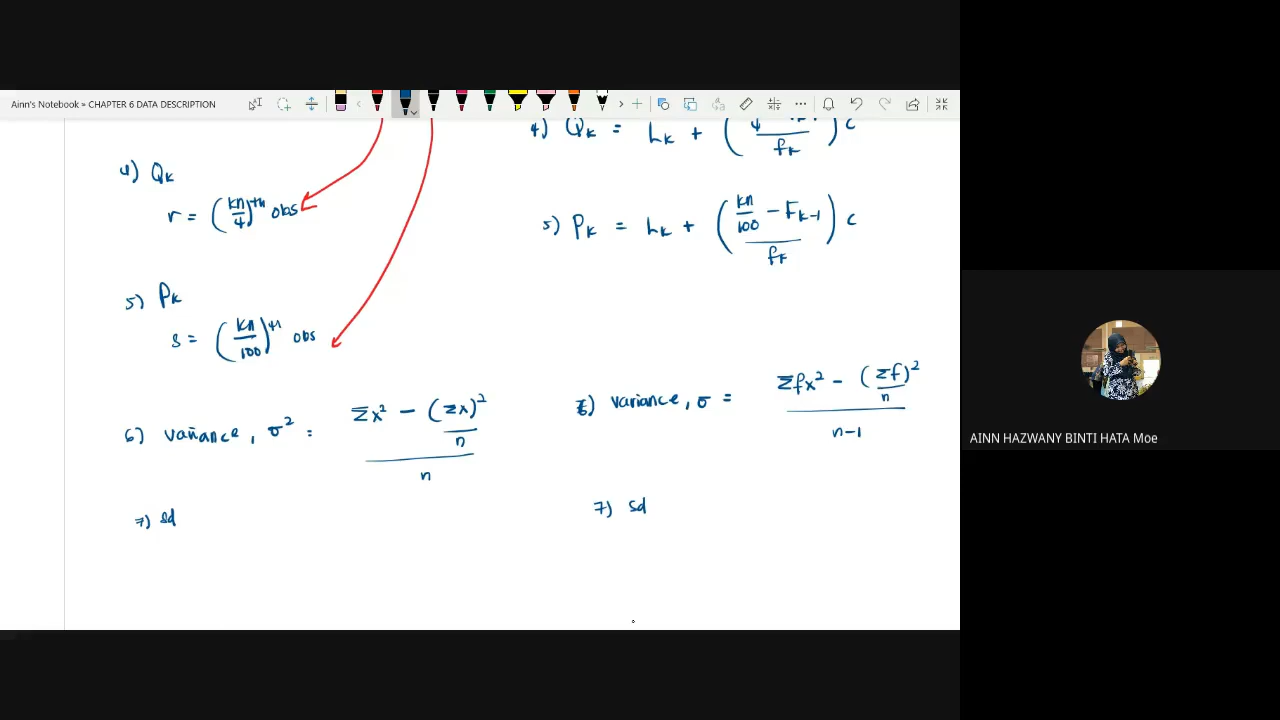 Ainn's Notebook » CHAPTER 6 DATA DESCRIPTION
4) Qk
r = (kn/4)^th obs
5) Pk
s = (kn/100)^th obs
6) variance, σ² = (Σx² − (Σx)²/n)/n
7) sd
4) Qk = Lk + ( ) c
fk
5) Pk = Lk + ((kn/100 − Fk-1)/fk) c
6) variance, σ = (Σfx² − (Σf)²/n)/(n−1)
7) sd
AINN HAZWANY BINTI HATA Moe